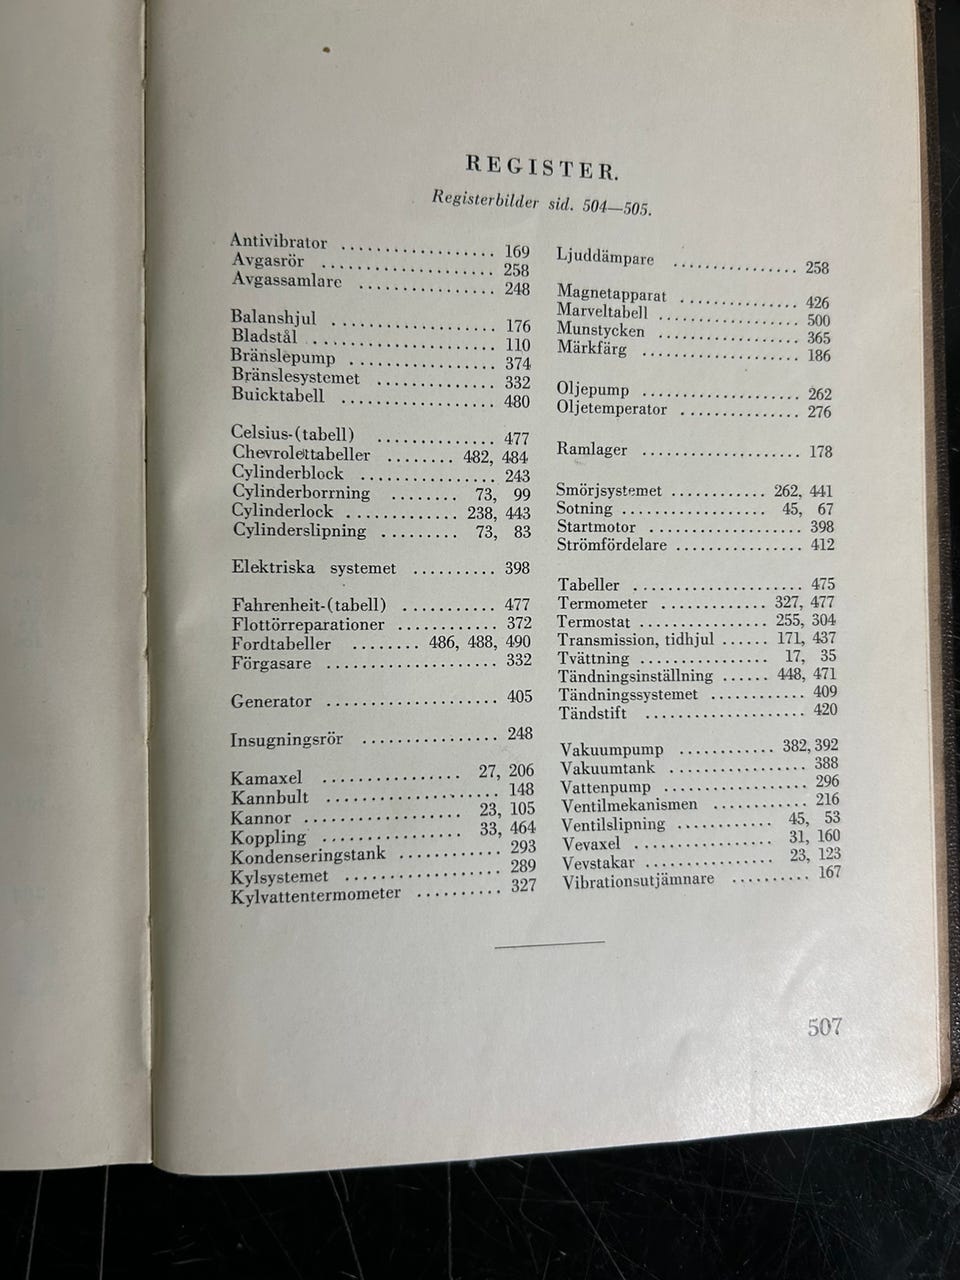 REGISTER.
Registerbilder sid. 504—505.
Antivibrator .................. 169
Avgasrör .................... 258
Avgassamlare ................ 248
Balanshjul ................... 176
Bladstål ..................... 110
Bränslepump ................. 374
Bränslesystemet .............. 332
Buicktabell .................. 480
Celsius-(tabell) .............. 477
Chevrolettabeller ........ 482, 484
Cylinderblock ................ 243
Cylinderborrning ........ 73, 99
Cylinderlock ............. 238, 443
Cylinderslipning ......... 73, 83
Elektriska systemet .......... 398
Fahrenheit-(tabell) ........... 477
Flottörreparationer ............ 372
Fordtabeller ........ 486, 488, 490
Förgasare .................... 332
Generator .................... 405
Insugningsrör ................ 248
Kamaxel ................ 27, 206
Kannbult .................... 148
Kannor .................. 23, 105
Koppling ................ 33, 464
Kondenseringstank ............ 293
Kylsystemet .................. 289
Kylvattentermometer .......... 327
Ljuddämpare ................ 258
Magnetapparat ............... 426
Marveltabell ................. 500
Munstycken ................. 365
Märkfärg ................... 186
Oljepump ................... 262
Oljetemperator ............... 276
Ramlager .................... 178
Smörjsystemet ............ 262, 441
Sotning .................. 45, 67
Startmotor .................. 398
Strömfördelare ................ 412
Tabeller ...................... 475
Termometer ............. 327, 477
Termostat ................ 255, 304
Transmission, tidhjul ...... 171, 437
Tvättning ................ 17, 35
Tändningsinställning ...... 448, 471
Tändningssystemet ............ 409
Tändstift .................... 420
Vakuumpump ............ 382, 392
Vakuumtank ................. 388
Vattenpump .................. 296
Ventilmekanismen ............ 216
Ventilslipning ............ 45, 53
Vevaxel .................. 31, 160
Vevstakar ................ 23, 123
Vibrationsutjämnare .......... 167
507